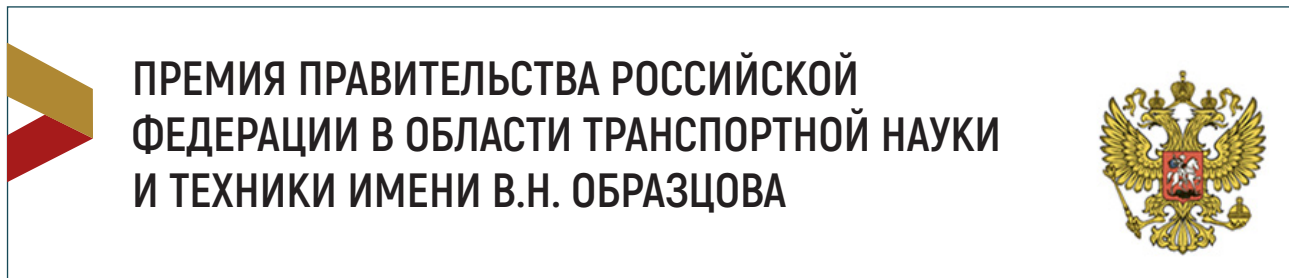 ПРЕМИЯ ПРАВИТЕЛЬСТВА РОССИЙСКОЙ
ФЕДЕРАЦИИ В ОБЛАСТИ ТРАНСПОРТНОЙ НАУКИ
И ТЕХНИКИ ИМЕНИ В.Н. ОБРАЗЦОВА